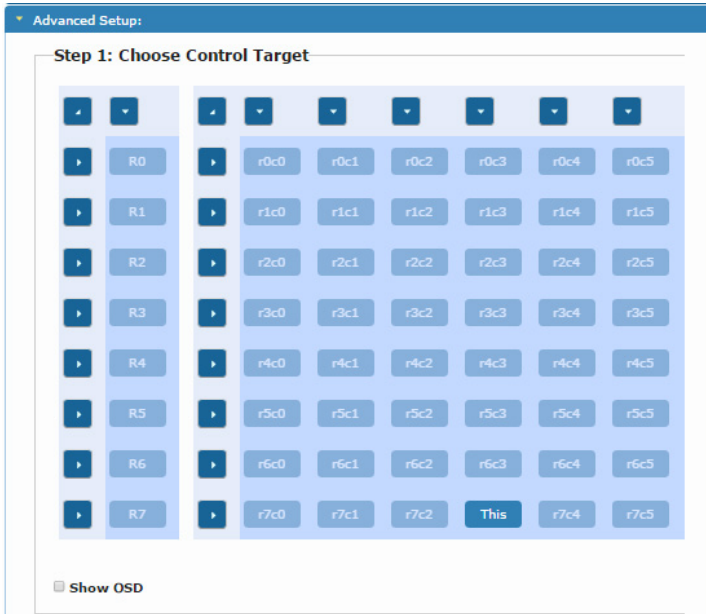 Advanced Setup:
Step 1: Choose Control Target
R0 r0c0 r0c1 r0c2 r0c3 r0c4 r0c5
R1 r1c0 r1c1 r1c2 r1c3 r1c4 r1c5
R2 r2c0 r2c1 r2c2 r2c3 r2c4 r2c5
R3 r3c0 r3c1 r3c2 r3c3 r3c4 r3c5
R4 r4c0 r4c1 r4c2 r4c3 r4c4 r4c5
R5 r5c0 r5c1 r5c2 r5c3 r5c4 r5c5
R6 r6c0 r6c1 r6c2 r6c3 r6c4 r6c5
R7 r7c0 r7c1 r7c2 This r7c4 r7c5
Show OSD